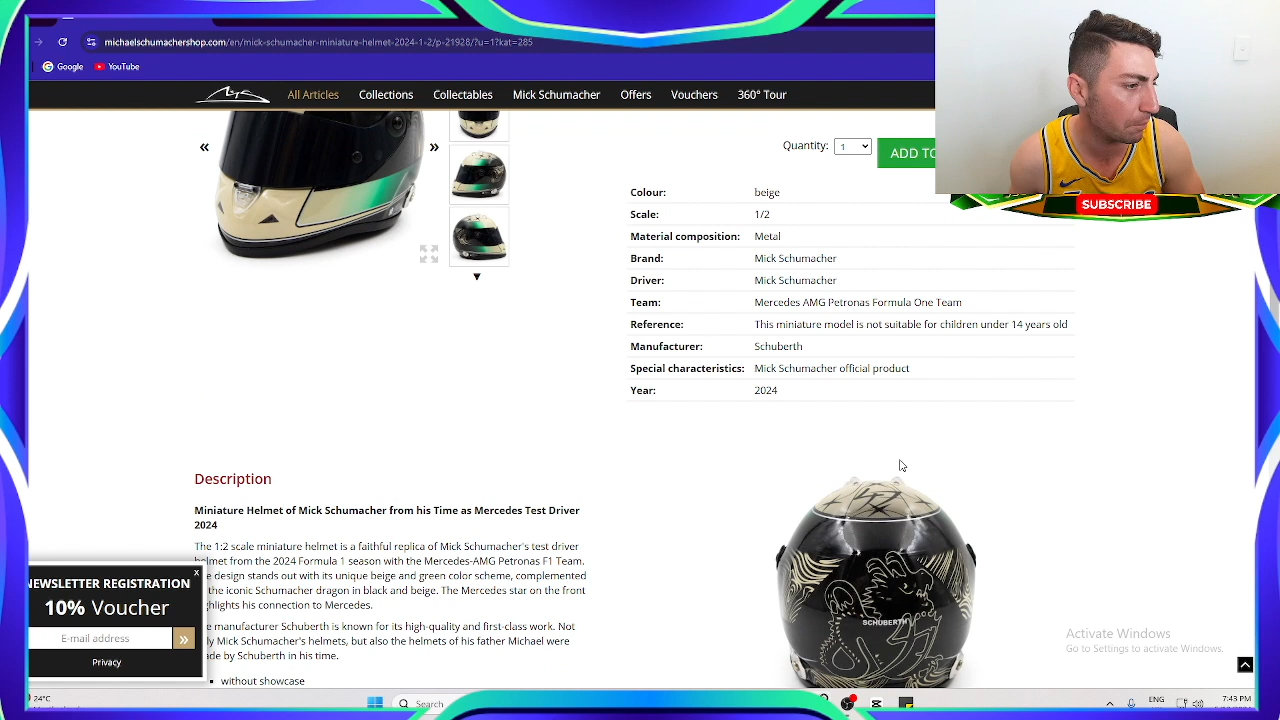 michaelschumachershop.com/en/mick-schumacher-miniature-helmet-2024-1-2/p-21928/?u=1?kat=285
Google YouTube
All Articles Collections Collectables Mick Schumacher Offers Vouchers 360° Tour
« »
Quantity: 1 ADD TO
SUBSCRIBE
Colour: beige
Scale: 1/2
Material composition: Metal
Brand: Mick Schumacher
Driver: Mick Schumacher
Team: Mercedes AMG Petronas Formula One Team
Reference: This miniature model is not suitable for children under 14 years old
Manufacturer: Schuberth
Special characteristics: Mick Schumacher official product
Year: 2024
Description
Miniature Helmet of Mick Schumacher from his Time as Mercedes Test Driver
2024
The 1:2 scale miniature helmet is a faithful replica of Mick Schumacher's test driver
helmet from the 2024 Formula 1 season with the Mercedes-AMG Petronas F1 Team.
e design stands out with its unique beige and green color scheme, complemented
the iconic Schumacher dragon in black and beige. The Mercedes star on the front
ghlights his connection to Mercedes.
e manufacturer Schuberth is known for its high-quality and first-class work. Not
ly Mick Schumacher's helmets, but also the helmets of his father Michael were
ade by Schuberth in his time.
▪ without showcase
x
NEWSLETTER REGISTRATION
10% Voucher
E-mail address »
Privacy
SCHUBERTH
Activate Windows
Go to Settings to activate Windows.
24°C
Search
ENG
7:43 PM